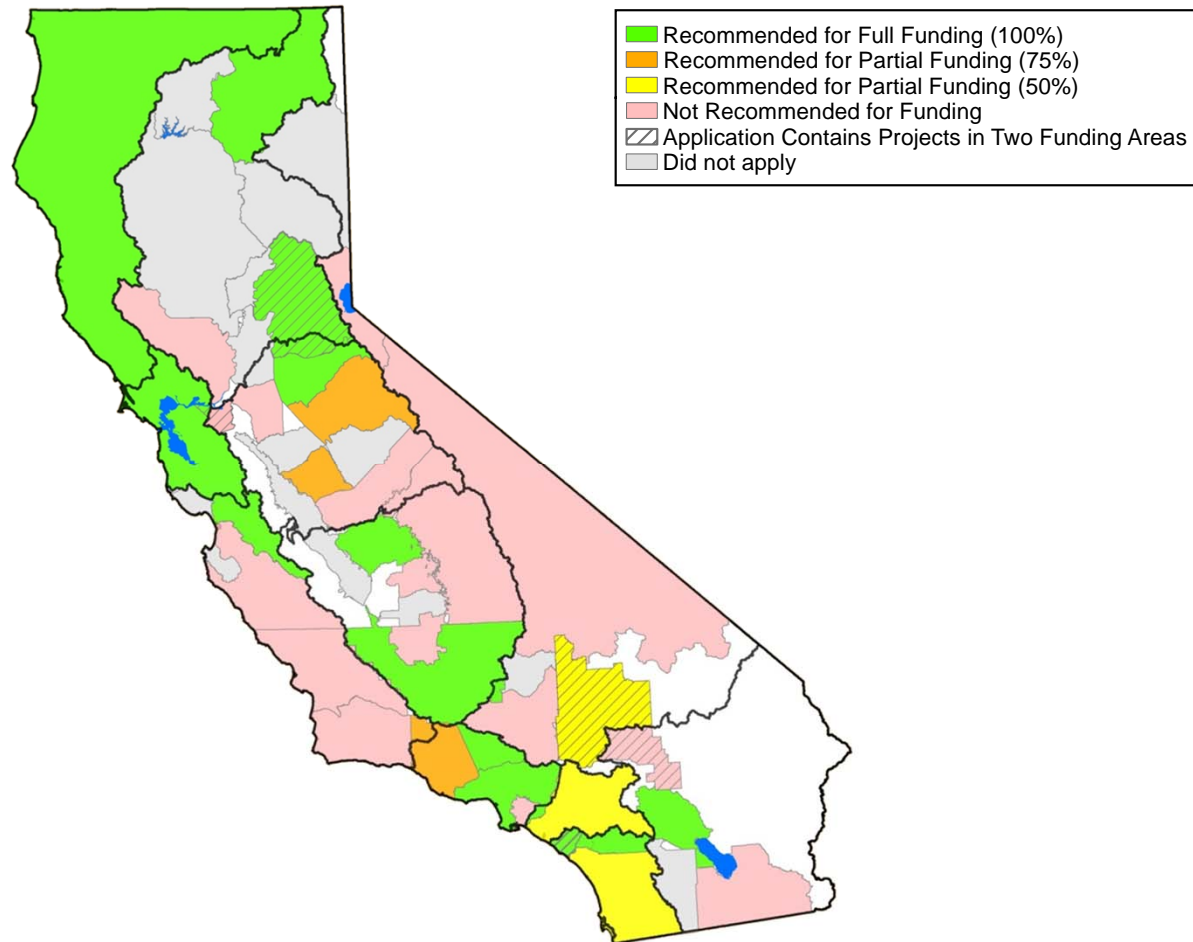 Recommended for Full Funding (100%)
Recommended for Partial Funding (75%)
Recommended for Partial Funding (50%)
Not Recommended for Funding
Application Contains Projects in Two Funding Areas
Did not apply